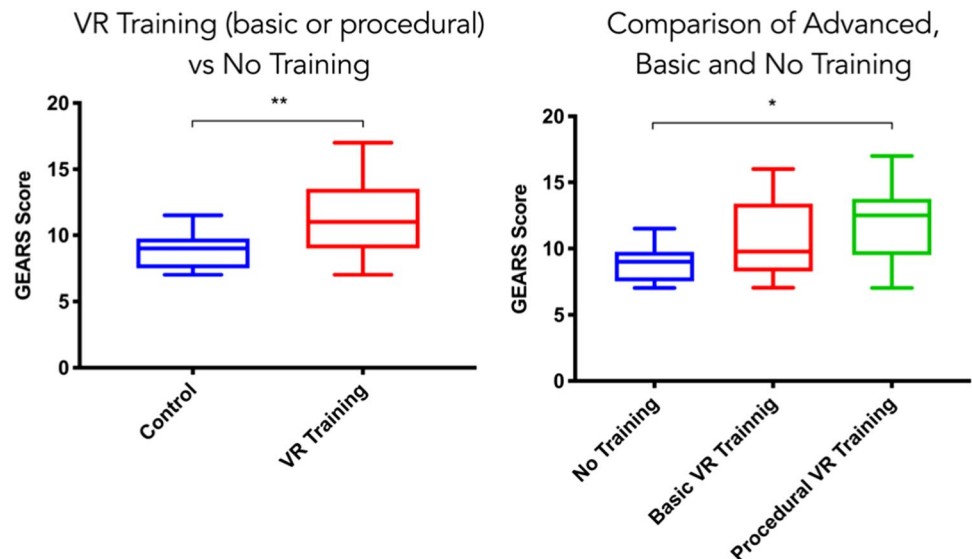 VR Training (basic or procedural)
vs No Training
**
20
15
10
5
0
GEARS Score
Control
VR Training
Comparison of Advanced,
Basic and No Training
*
20
15
10
5
0
GEARS Score
No Training
Basic VR Trainnig
Procedural VR Training